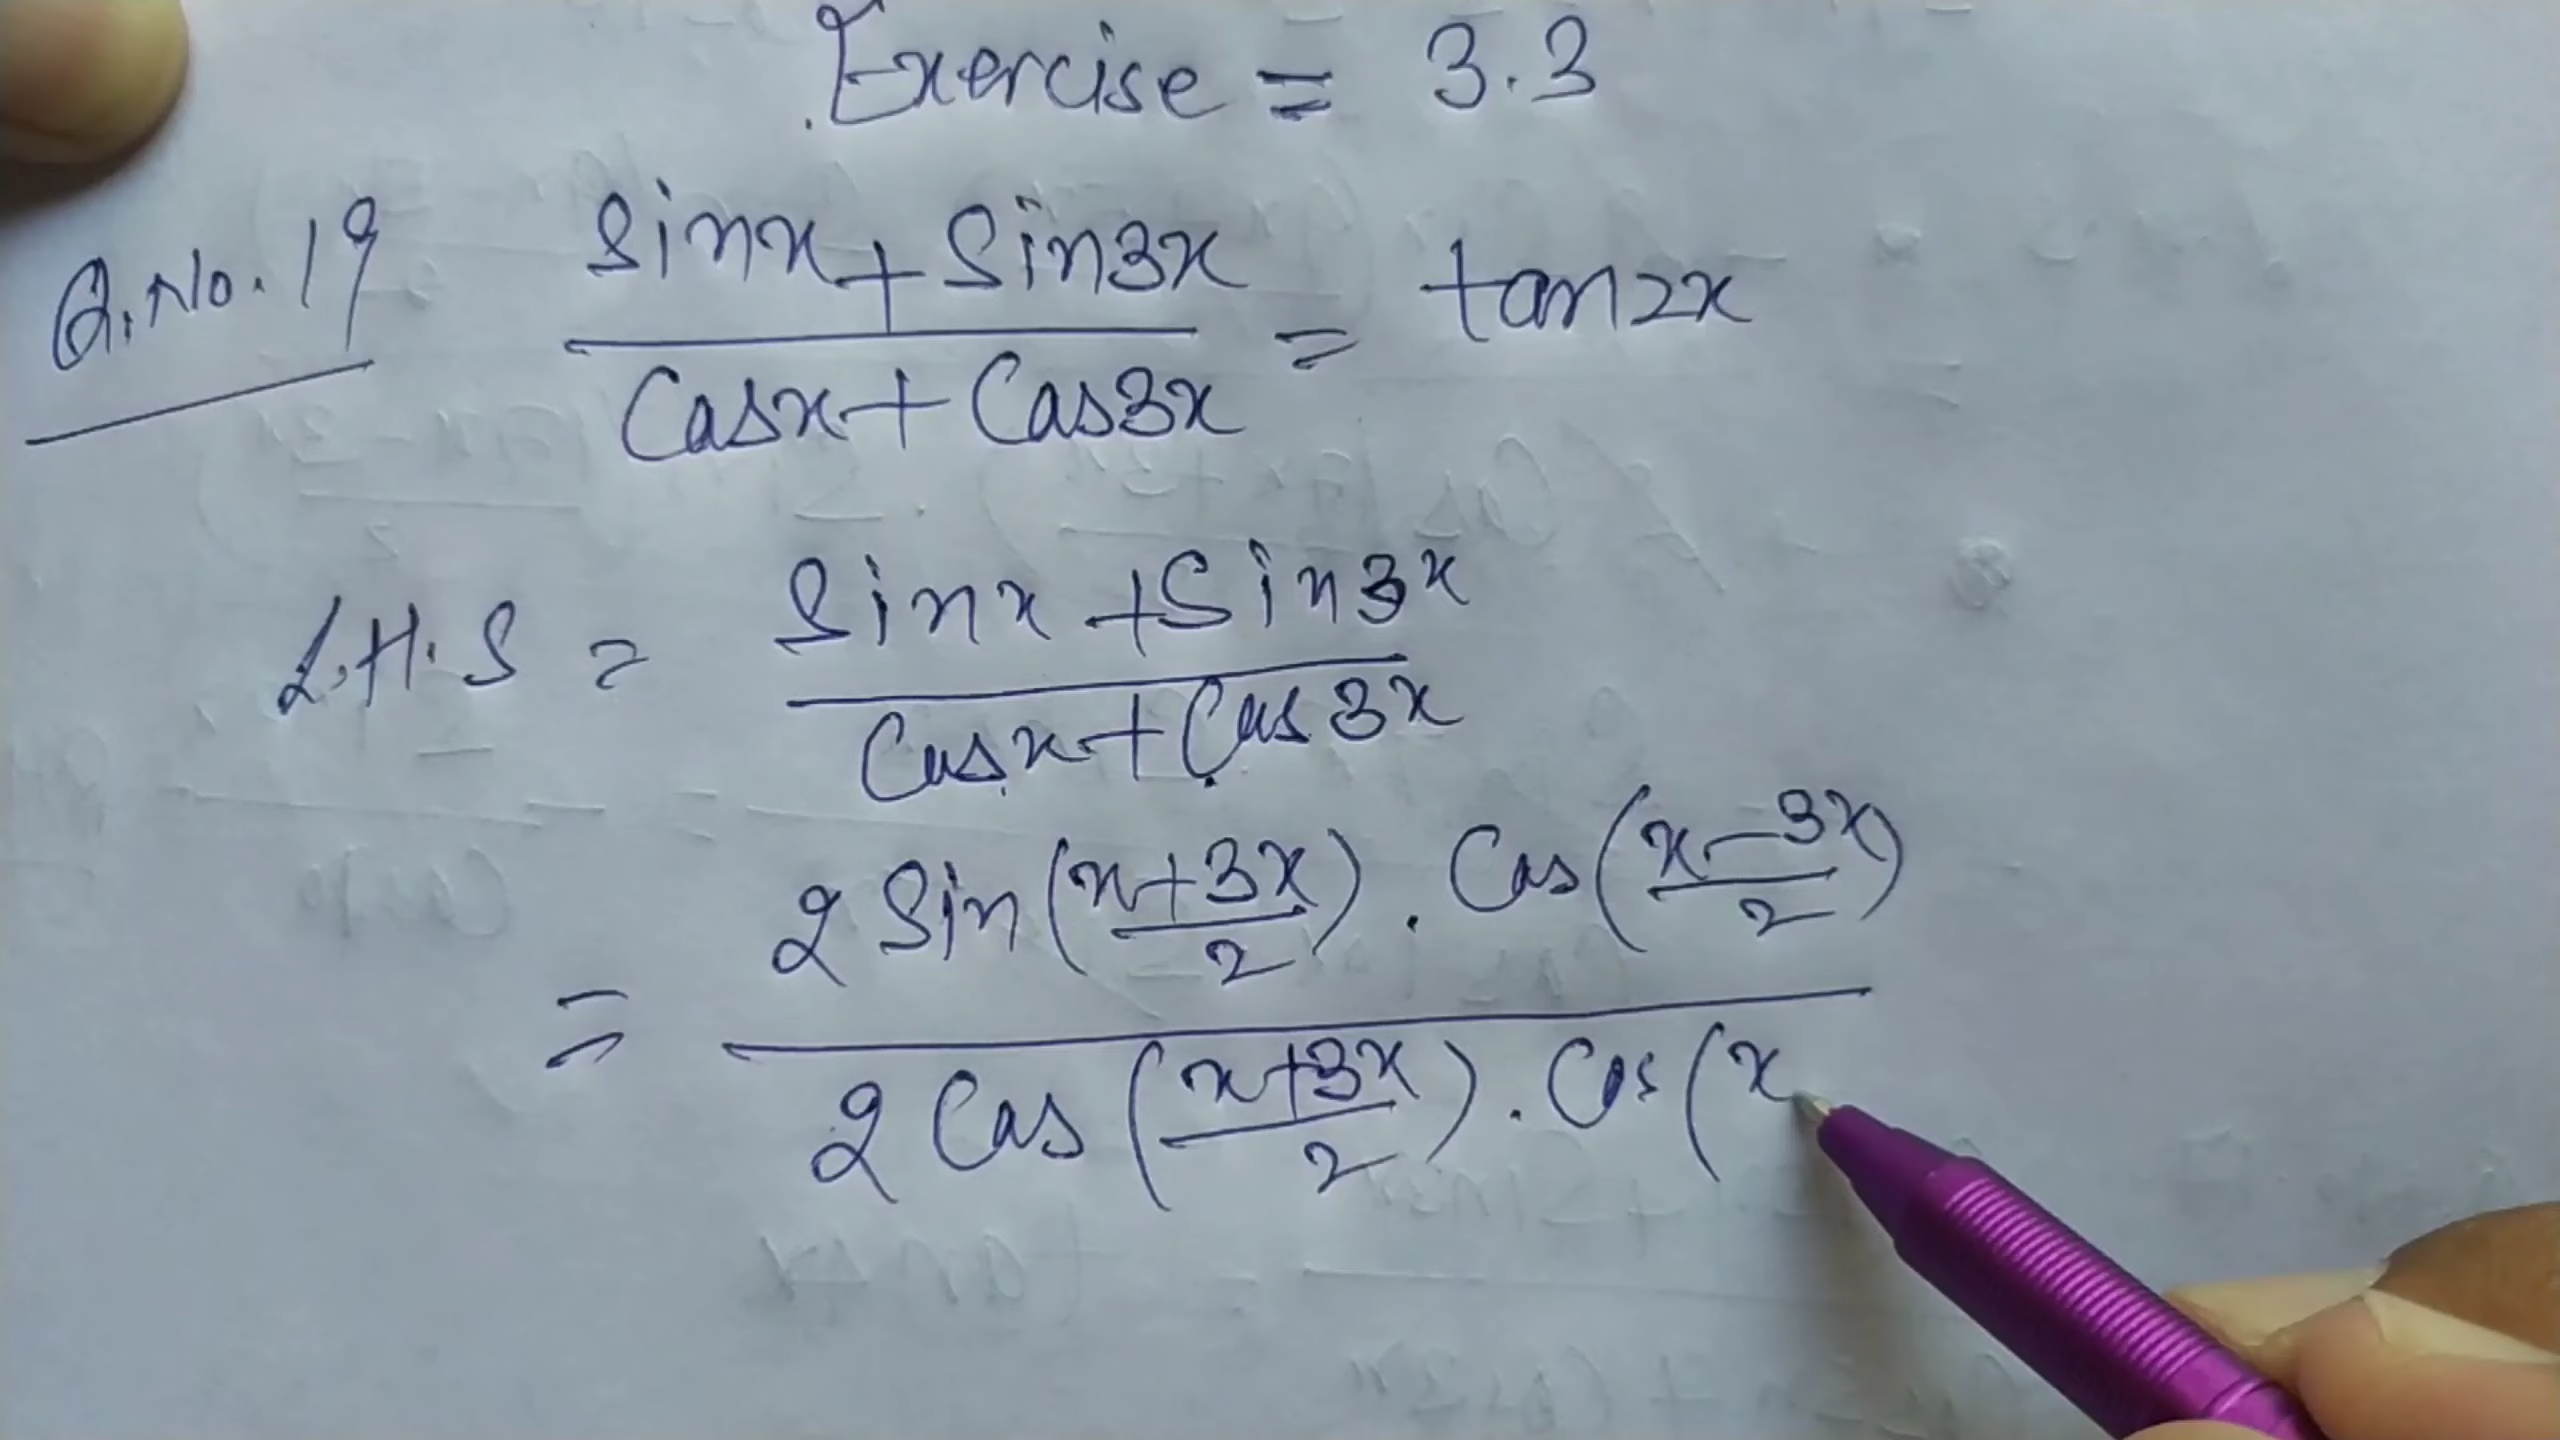 Exercise = 3.3
Q.No.19 (sinx + sin3x)/(cosx + cos3x) = tan2x
L.H.S = (sinx + sin3x)/(cosx + cos3x)
= 2 sin((x+3x)/2) . cos((x-3x)/2)
2 cos((x+3x)/2) . cos(x